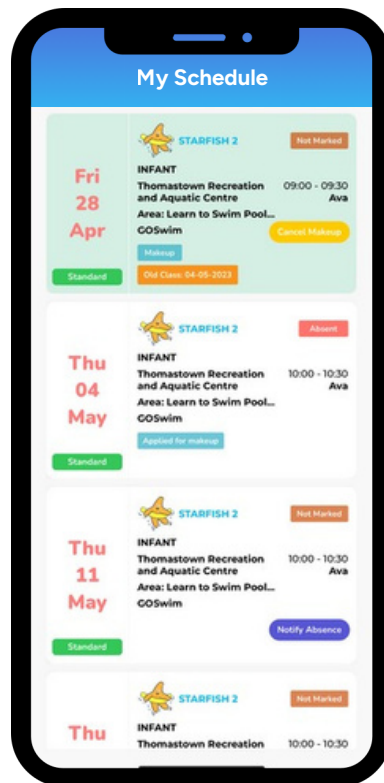 My Schedule
Fri
28
Apr
Standard
STARFISH 2
Not Marked
INFANT
Thomastown Recreation 09:00 - 09:30
and Aquatic Centre Ava
Area: Learn to Swim Pool...
GOSwim
Cancel Makeup
Makeup
Old Class: 04-05-2023
Thu
04
May
Standard
STARFISH 2
Absent
INFANT
Thomastown Recreation 10:00 - 10:30
and Aquatic Centre Ava
Area: Learn to Swim Pool...
GOSwim
Applied for makeup
Thu
11
May
Standard
STARFISH 2
Not Marked
INFANT
Thomastown Recreation 10:00 - 10:30
and Aquatic Centre Ava
Area: Learn to Swim Pool...
GOSwim
Notify Absence
Thu
STARFISH 2
Not Marked
INFANT
Thomastown Recreation 10:00 - 10:30